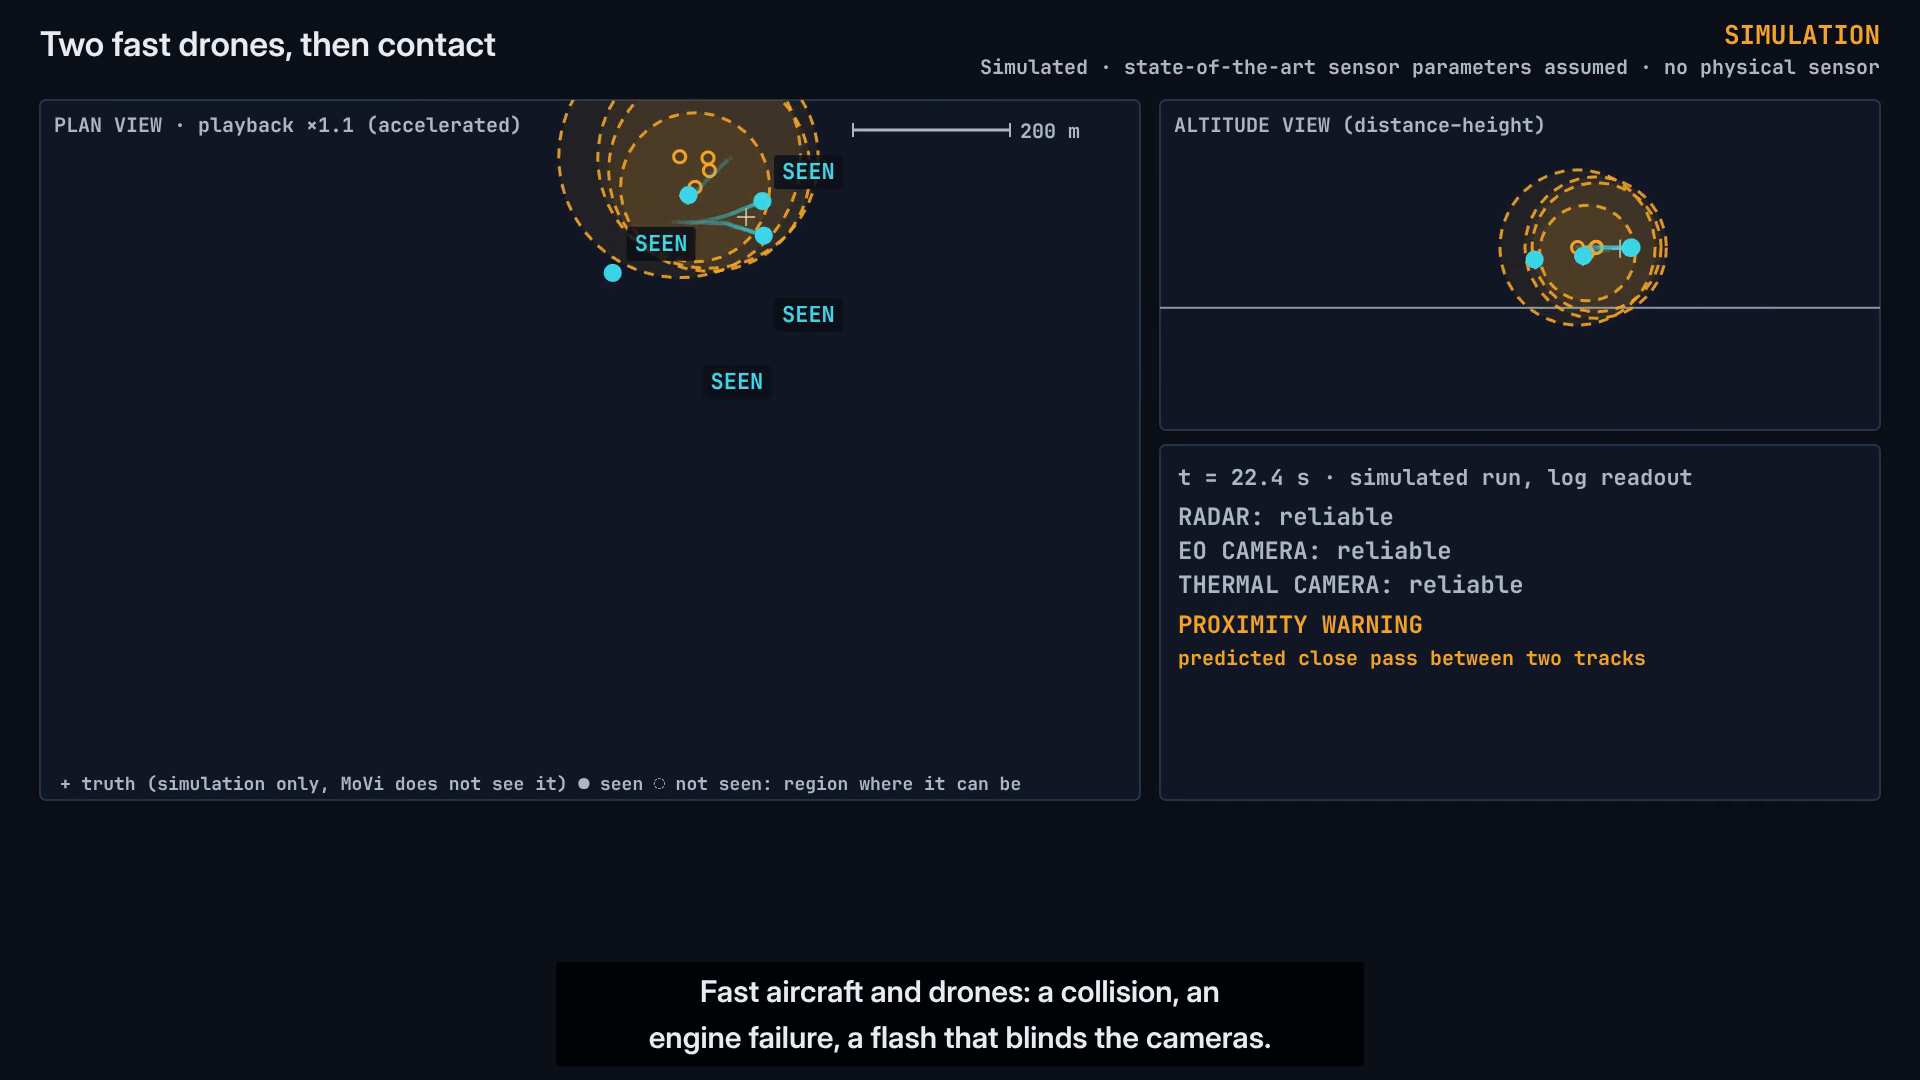 Two fast drones, then contact
SIMULATION
Simulated · state-of-the-art sensor parameters assumed · no physical sensor
PLAN VIEW · playback ×1.1 (accelerated)
200 m
SEEN
SEEN
SEEN
SEEN
+ truth (simulation only, MoVi does not see it) ● seen ◌ not seen: region where it can be
ALTITUDE VIEW (distance-height)
t = 22.4 s · simulated run, log readout
RADAR: reliable
EO CAMERA: reliable
THERMAL CAMERA: reliable
PROXIMITY WARNING
predicted close pass between two tracks
Fast aircraft and drones: a collision, an
engine failure, a flash that blinds the cameras.